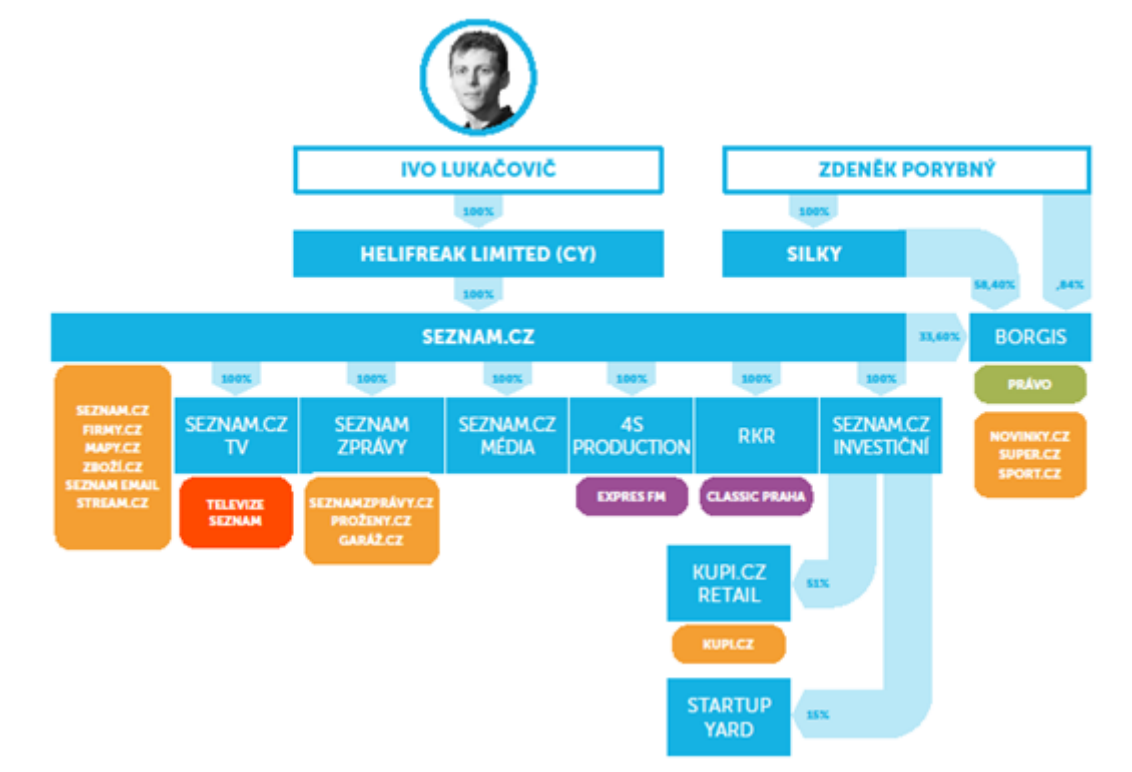 IVO LUKAČOVIČ
ZDENĚK PORYBNÝ
100%
100%
HELIFREAK LIMITED (CY)
SILKY
100%
58,40%
,84%
SEZNAM.CZ
33,60%
BORGIS
100%
100%
100%
100%
100%
100%
PRÁVO
SEZNAM.CZ
FIRMY.CZ
MAPY.CZ
ZBOŽÍ.CZ
SEZNAM EMAIL
STREAM.CZ
SEZNAM.CZ
TV
SEZNAM
ZPRÁVY
SEZNAM.CZ
MÉDIA
4S
PRODUCTION
RKR
SEZNAM.CZ
INVESTIČNÍ
NOVINKY.CZ
SUPER.CZ
SPORT.CZ
TELEVIZE
SEZNAM
SEZNAMZPRÁVY.CZ
PROŽENY.CZ
GARÁŽ.CZ
EXPRES FM
CLASSIC PRAHA
KUPI.CZ
RETAIL
51%
KUPI.CZ
STARTUP
YARD
15%